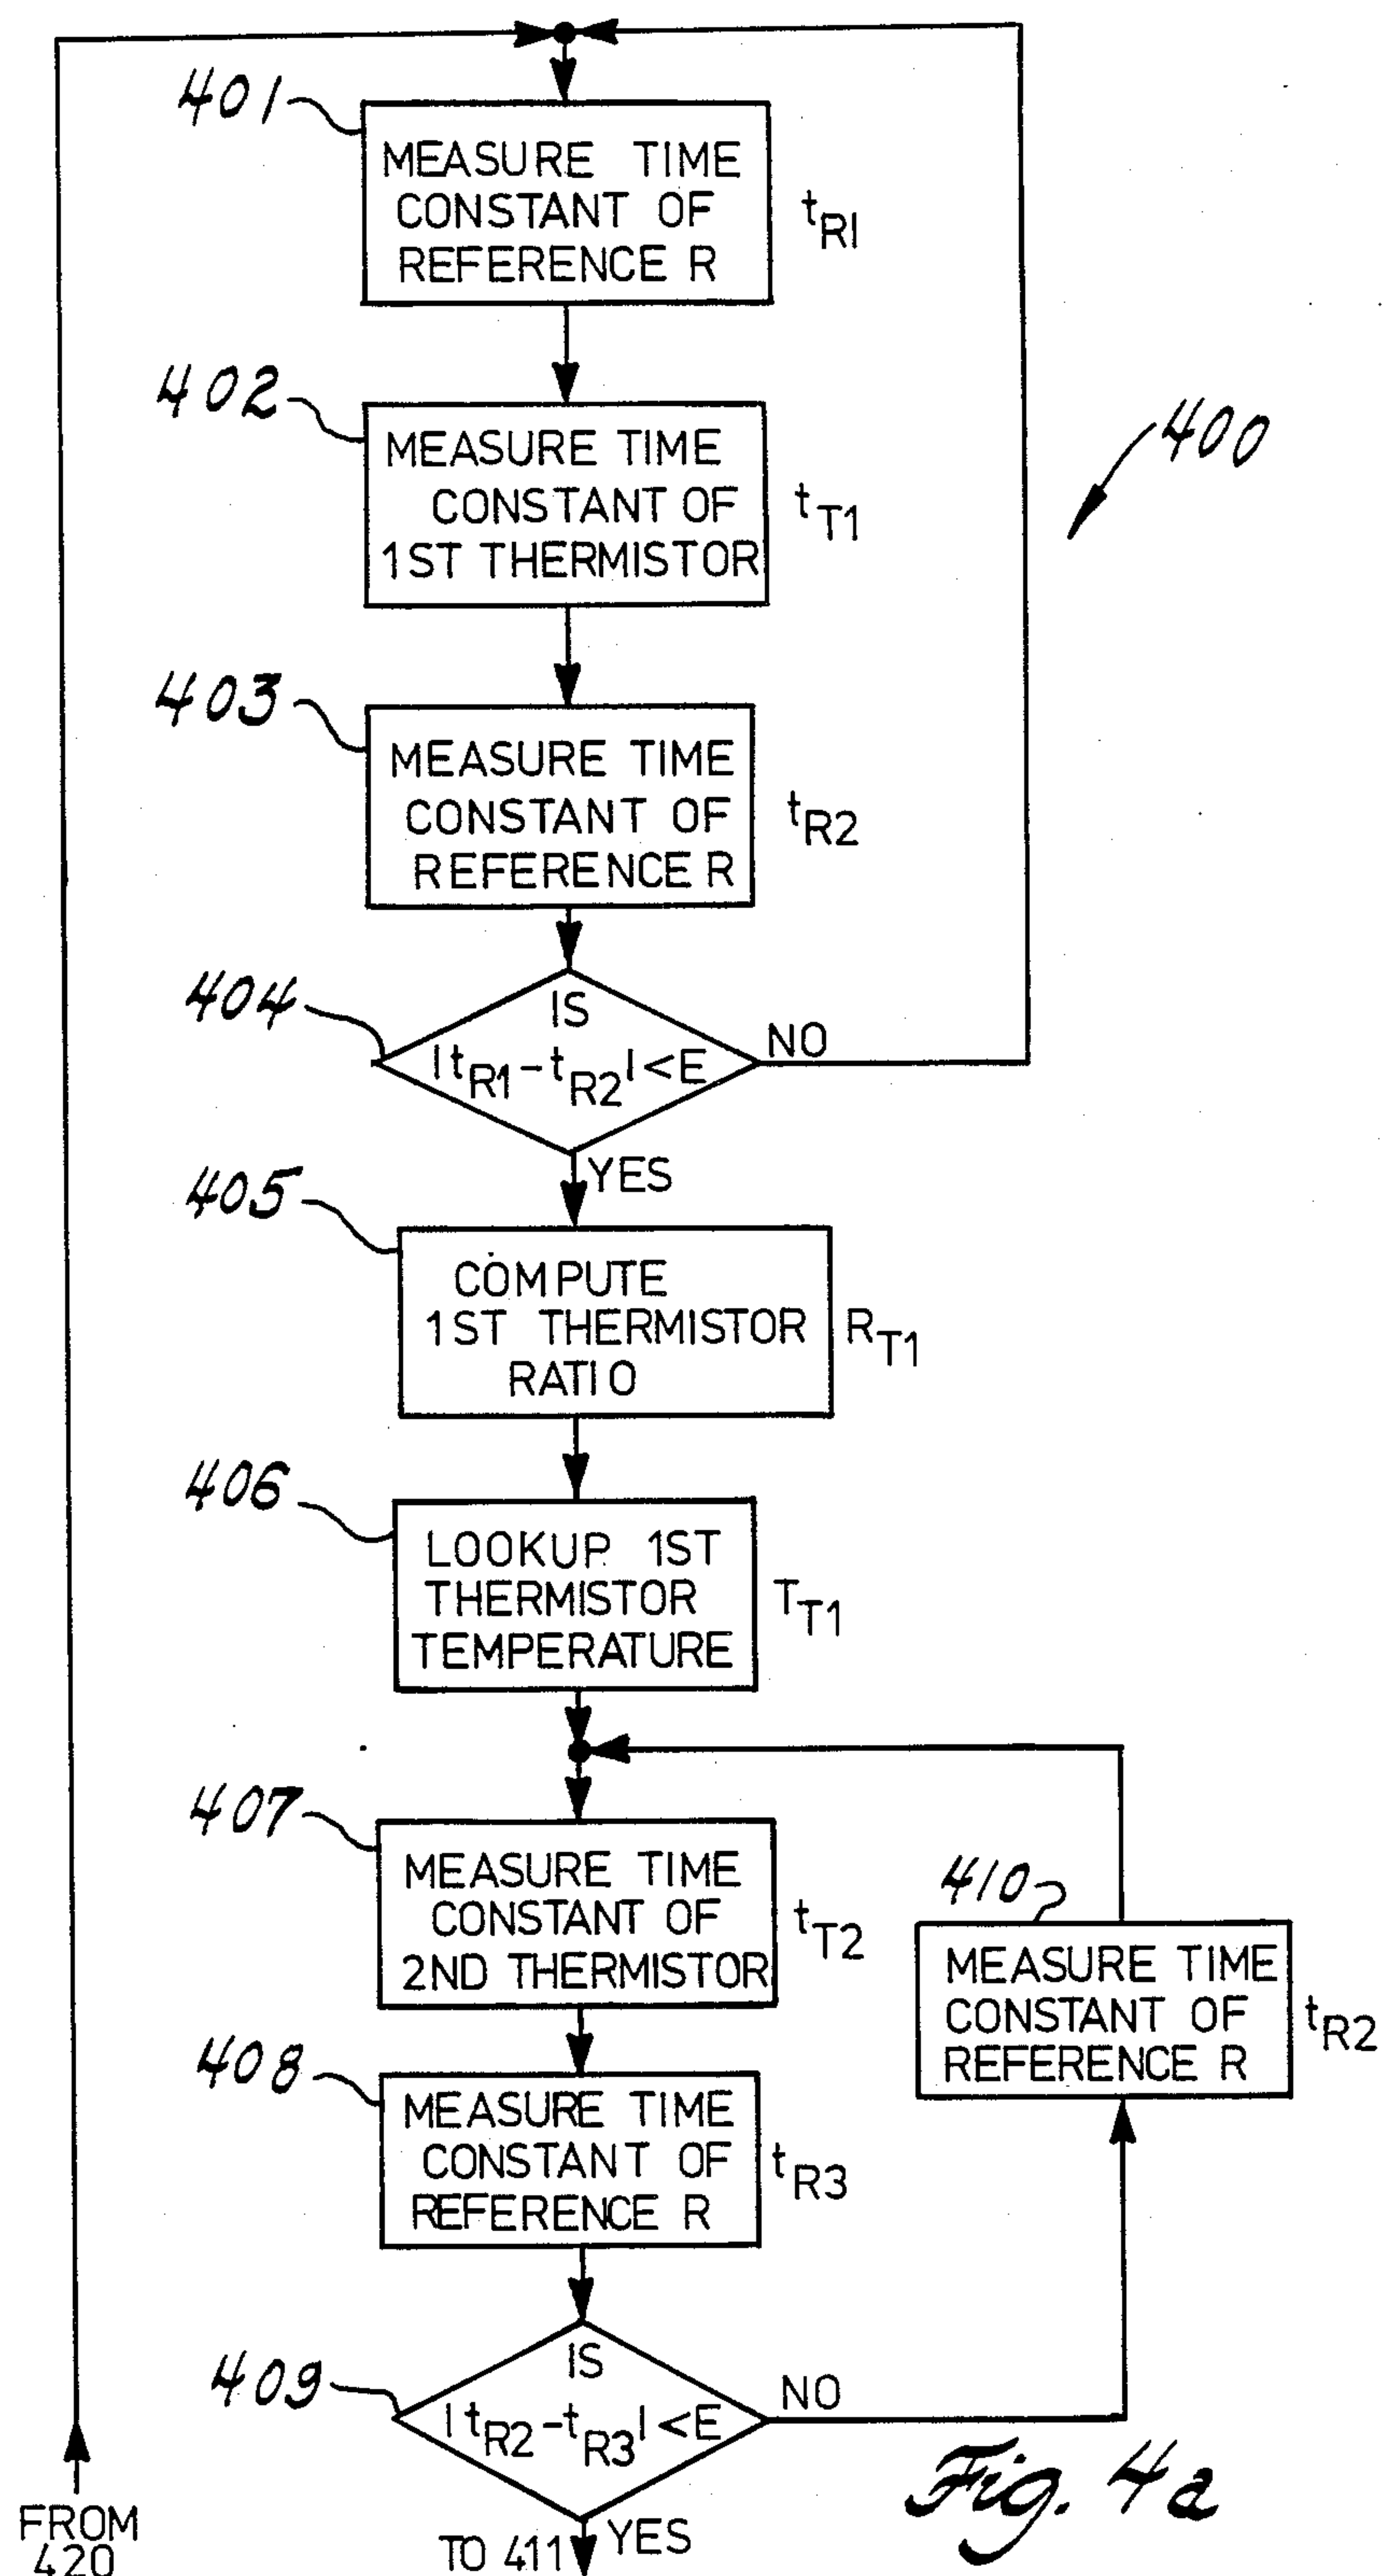 401
MEASURE TIME
CONSTANT OF
REFERENCE R
tR1
402
MEASURE TIME
CONSTANT OF
1ST THERMISTOR
tT1
400
403
MEASURE TIME
CONSTANT OF
REFERENCE R
tR2
404
IS
|tR1-tR2|<E
NO
YES
405
COMPUTE
1ST THERMISTOR
RATIO
RT1
406
LOOKUP 1ST
THERMISTOR
TEMPERATURE
TT1
407
MEASURE TIME
CONSTANT OF
2ND THERMISTOR
tT2
410
MEASURE TIME
CONSTANT OF
REFERENCE R
tR2
408
MEASURE TIME
CONSTANT OF
REFERENCE R
tR3
409
IS
|tR2-tR3|<E
NO
YES
TO 411
FROM
420
Fig. 4a